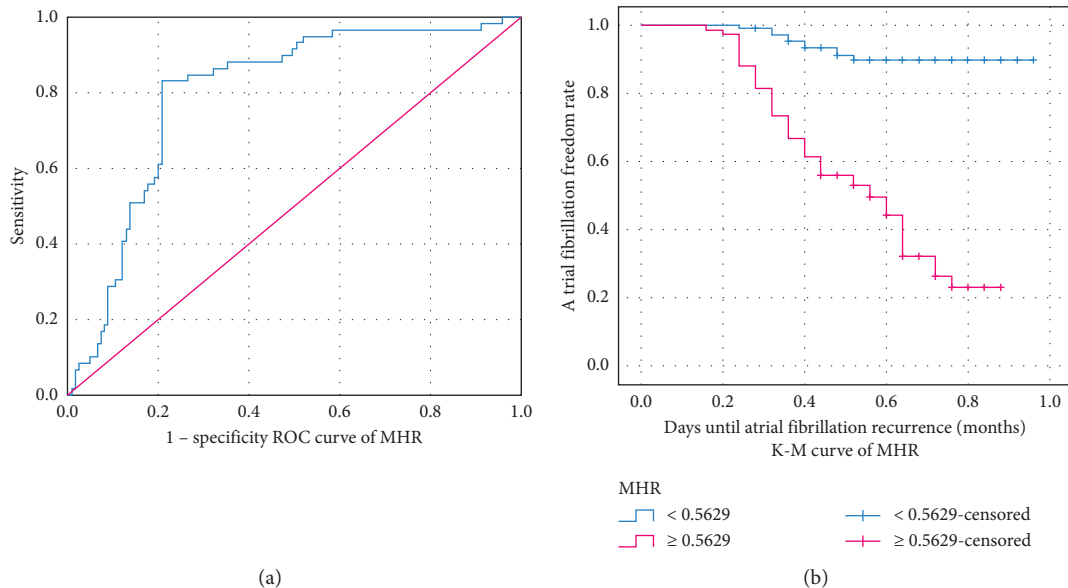 1.0
0.8
0.6
0.4
0.2
0.0
Sensitivity
0.0 0.2 0.4 0.6 0.8 1.0
1 – specificity ROC curve of MHR
(a)
1.0
0.8
0.6
0.4
0.2
0.0
A trial fibrillation freedom rate
0.0 0.2 0.4 0.6 0.8 1.0
Days until atrial fibrillation recurrence (months)
K-M curve of MHR
MHR
< 0.5629 < 0.5629-censored
≥ 0.5629 ≥ 0.5629-censored
(b)